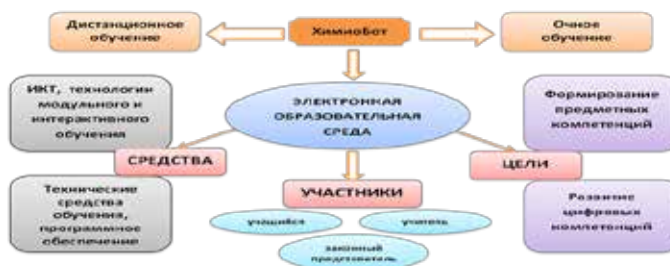 Дистанционное
обучение
ХимиоБот
Очное
обучение
ИКТ, технологии
модульного и
интерактивного
обучения
ЭЛЕКТРОННАЯ
ОБРАЗОВАТЕЛЬНАЯ
СРЕДА
Формирование
предметных
компетенций
СРЕДСТВА
ЦЕЛИ
УЧАСТНИКИ
Технические
средства
обучения,
программное
обеспечение
учащийся
учитель
законный
представитель
Развитие
цифровых
компетенций